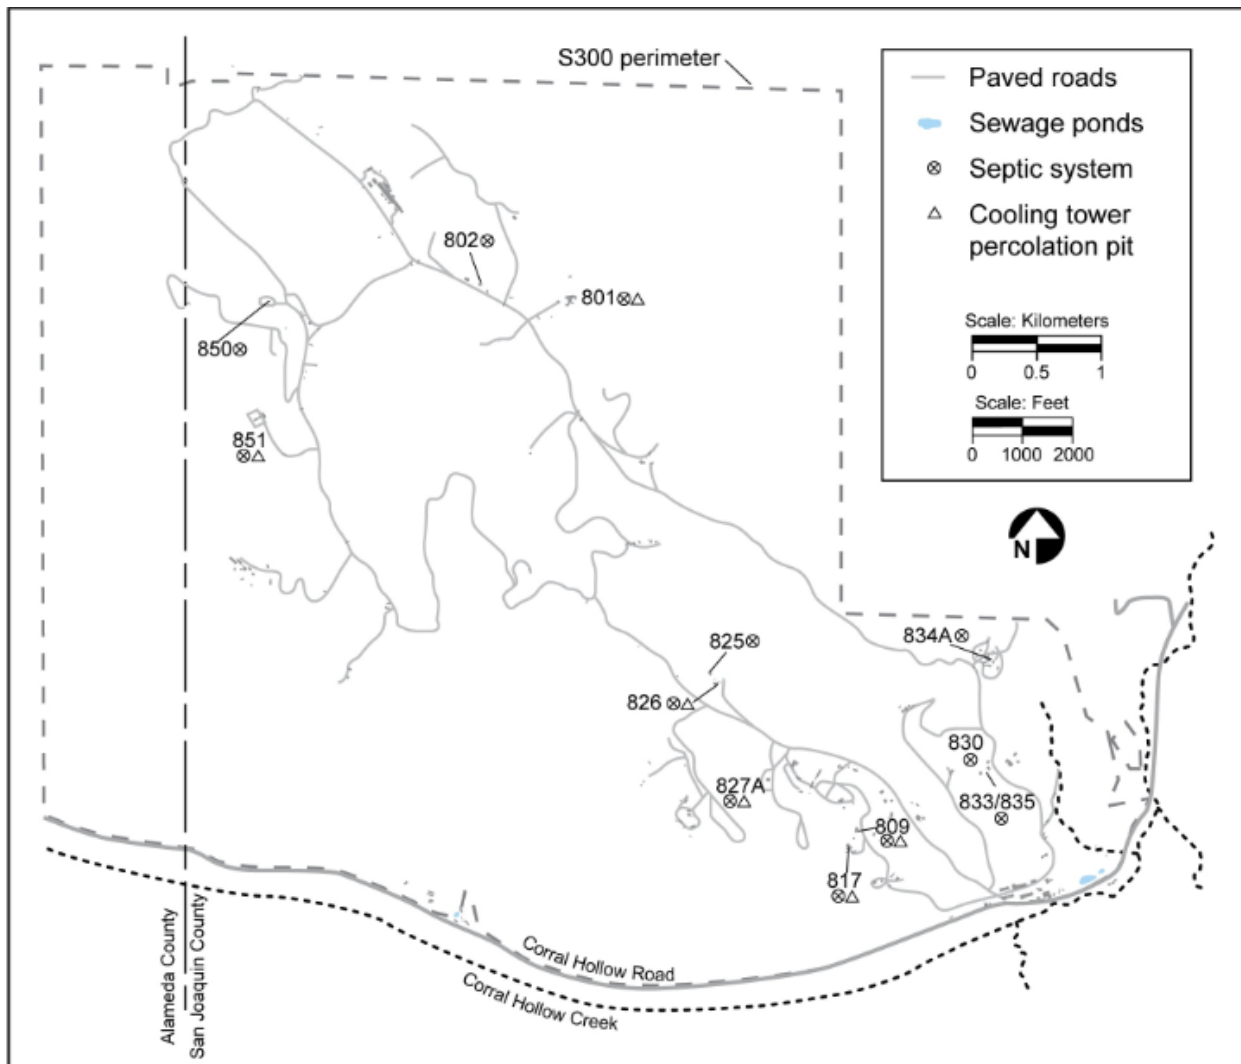 S300 perimeter
Paved roads
Sewage ponds
Septic system
Cooling tower
percolation pit
Scale: Kilometers
0 0.5 1
Scale: Feet
0 1000 2000
N
802
801
850
851
825
826
834A
830
833/835
827A
809
817
Corral Hollow Road
Corral Hollow Creek
Alameda County
San Joaquin County